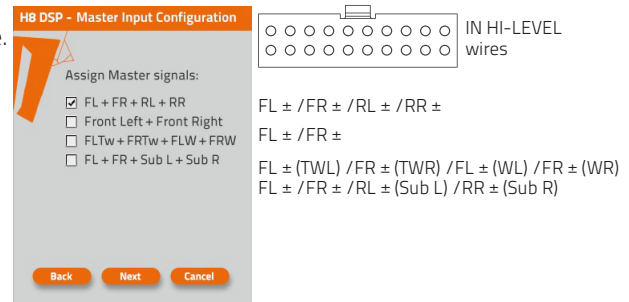 H8 DSP - Master Input Configuration
e.
Assign Master signals:
FL + FR + RL + RR
Front Left + Front Right
FLTw + FRTw + FLW + FRW
FL + FR + Sub L + Sub R
Back Next Cancel
IN HI-LEVEL
wires
FL ± / FR ± / RL ± / RR ±
FL ± / FR ±
FL ± (TWL) / FR ± (TWR) / FL ± (WL) / FR ± (WR)
FL ± / FR ± / RL ± (Sub L) / RR ± (Sub R)